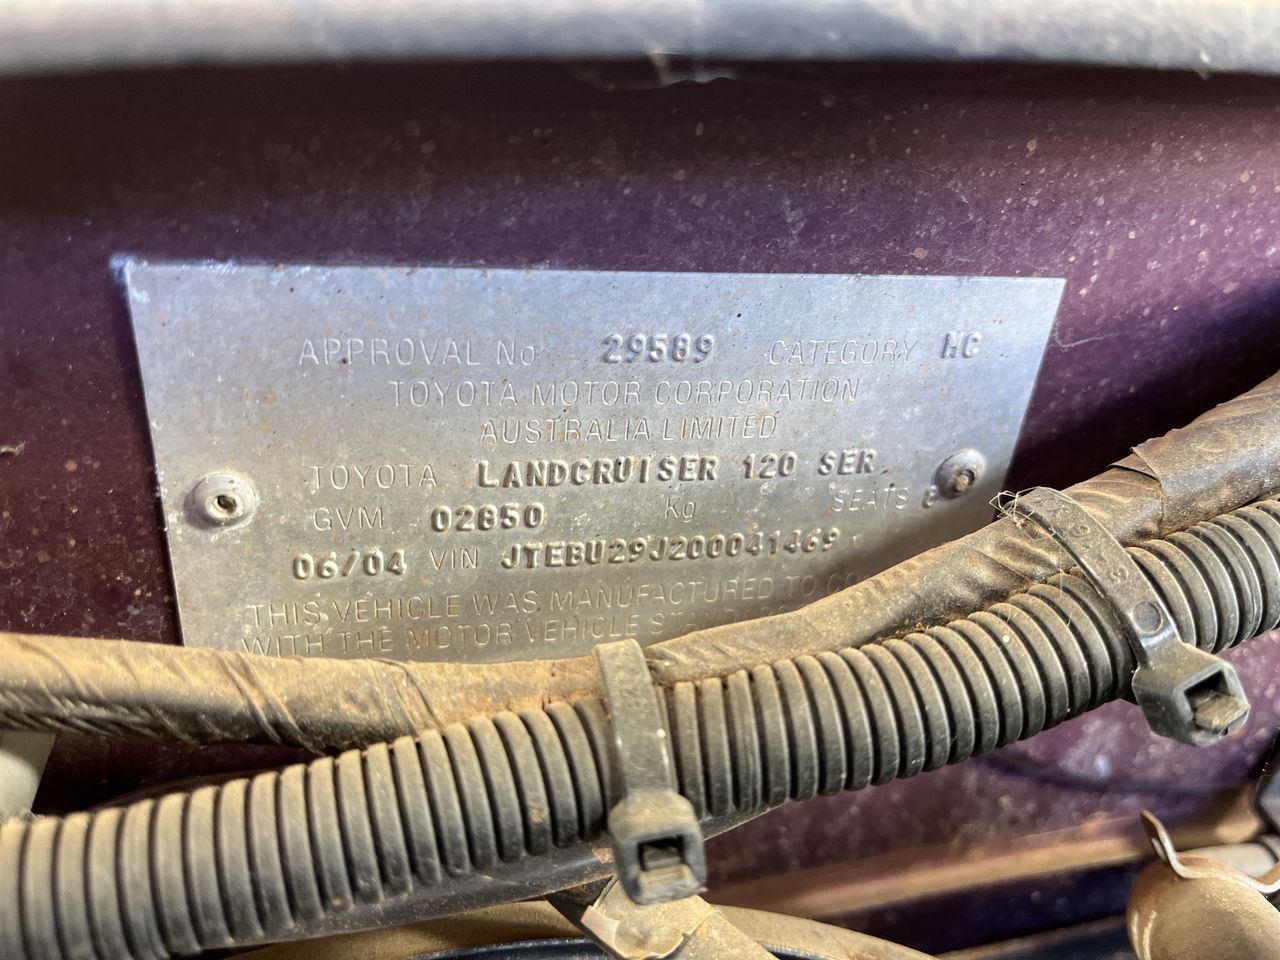 APPROVAL No 29589 CATEGORY MC
TOYOTA MOTOR CORPORATION
AUSTRALIA LIMITED
TOYOTA LANDCRUISER 120 SER
GVM 02850 Kg SEATS
06/04 VIN JTEBU29J200041469
THIS VEHICLE WAS MANUFACTURED TO
WITH THE MOTOR VEHICLE